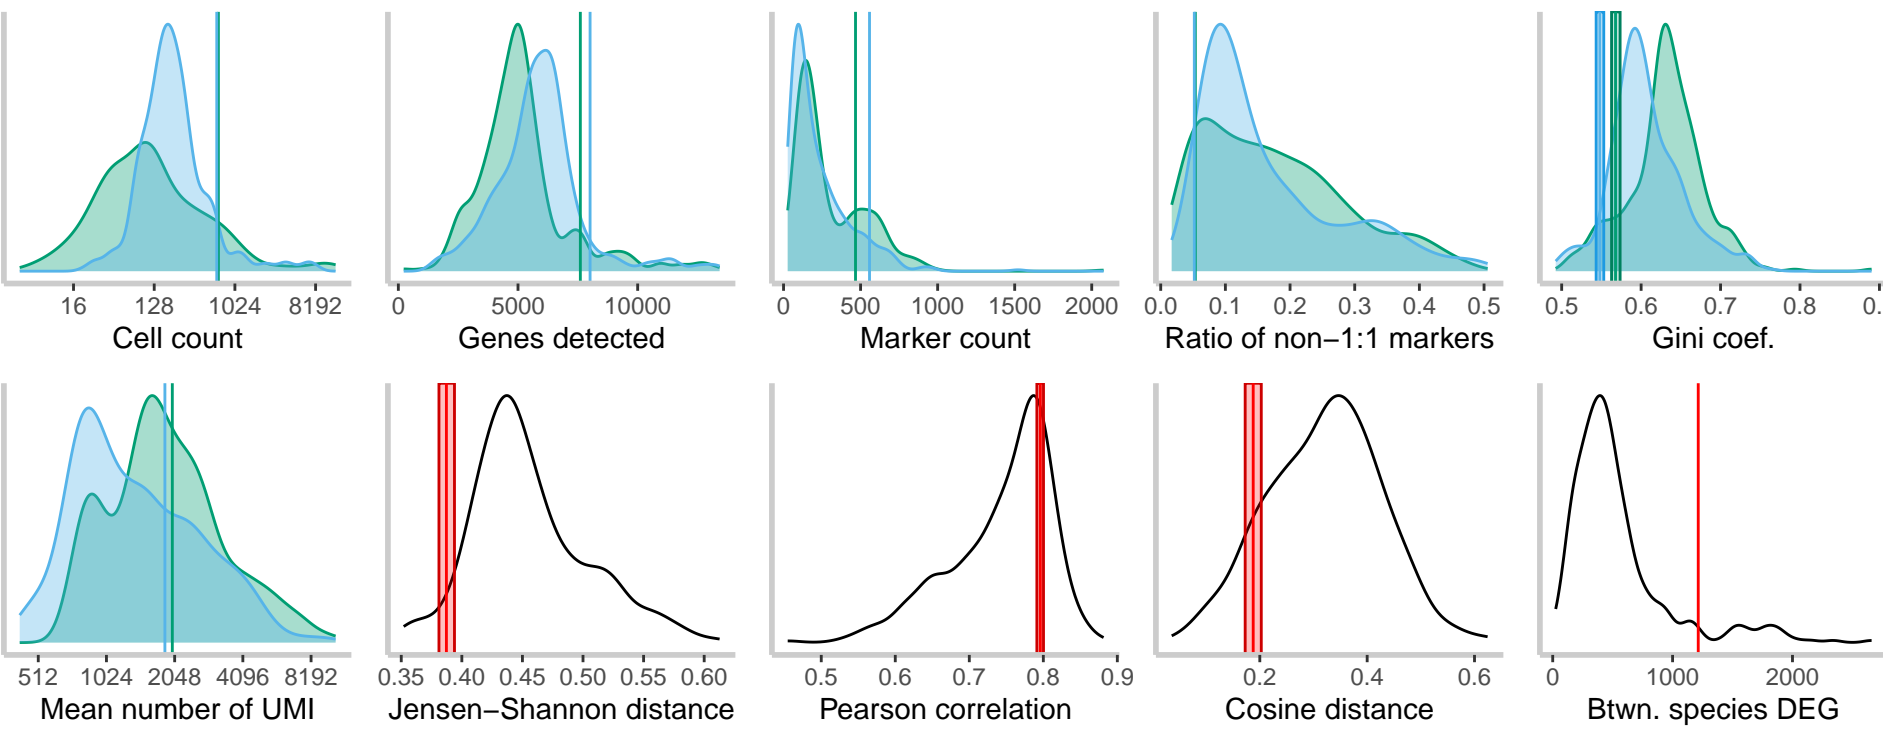 16 128 1024 8192
Cell count
0 5000 10000
Genes detected
0 500 1000 1500 2000
Marker count
0.0 0.1 0.2 0.3 0.4 0.5
Ratio of non−1:1 markers
0.5 0.6 0.7 0.8 0.
Gini coef.
512 1024 2048 4096 8192
Mean number of UMI
0.35 0.40 0.45 0.50 0.55 0.60
Jensen−Shannon distance
0.5 0.6 0.7 0.8 0.9
Pearson correlation
0.2 0.4 0.6
Cosine distance
0 1000 2000
Btwn. species DEG